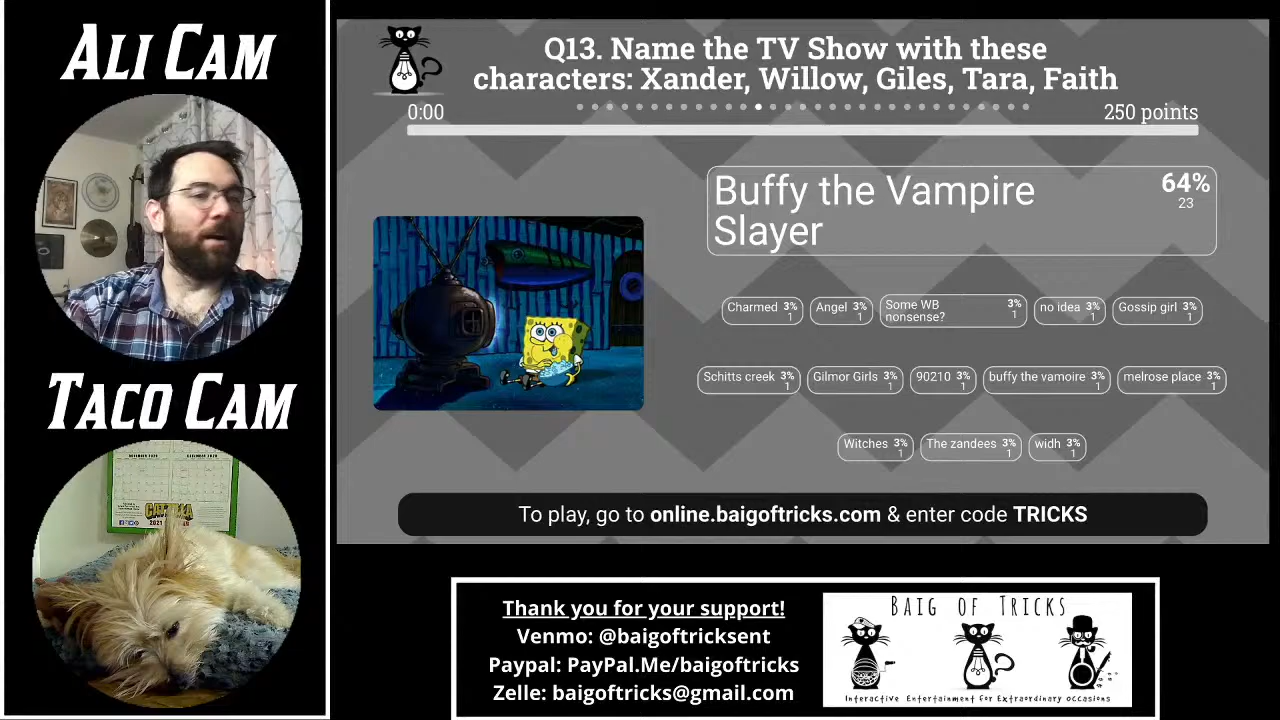 ALI CAM
TACO CAM
Q13. Name the TV Show with these
characters: Xander, Willow, Giles, Tara, Faith
0:00
250 points
Buffy the Vampire
Slayer
64%
23
Charmed 3%
1
Angel 3%
1
Some WB
nonsense?
3%
1
no idea 3%
1
Gossip girl 3%
1
Schitts creek 3%
1
Gilmor Girls 3%
1
90210 3%
1
buffy the vamoire 3%
1
melrose place 3%
1
Witches 3%
1
The zandees 3%
1
widh 3%
1
To play, go to online.baigoftricks.com & enter code TRICKS
Thank you for your support!
Venmo: @baigoftricksent
Paypal: PayPal.Me/baigoftricks
Zelle: baigoftricks@gmail.com
BAIG OF TRICKS
Interactive Entertainment for Extraordinary occasions